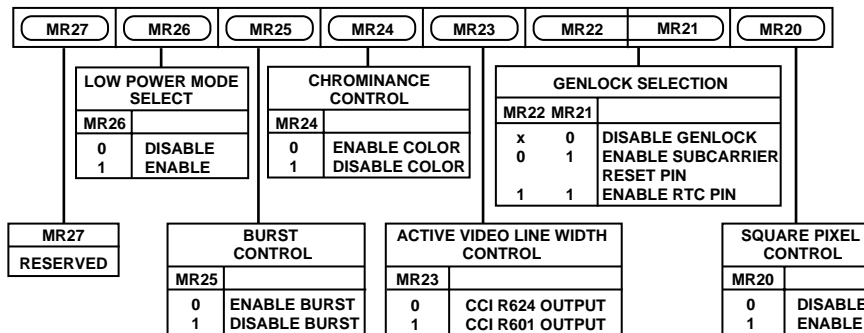 MR27 MR26 MR25 MR24 MR23 MR22 MR21 MR20
LOW POWER MODE
SELECT
MR26
0 DISABLE
1 ENABLE
CHROMINANCE
CONTROL
MR24
0 ENABLE COLOR
1 DISABLE COLOR
GENLOCK SELECTION
MR22 MR21
x 0 DISABLE GENLOCK
0 1 ENABLE SUBCARRIER
RESET PIN
1 1 ENABLE RTC PIN
MR27
RESERVED
BURST
CONTROL
MR25
0 ENABLE BURST
1 DISABLE BURST
ACTIVE VIDEO LINE WIDTH
CONTROL
MR23
0 CCI R624 OUTPUT
1 CCI R601 OUTPUT
SQUARE PIXEL
CONTROL
MR20
0 DISABLE
1 ENABLE